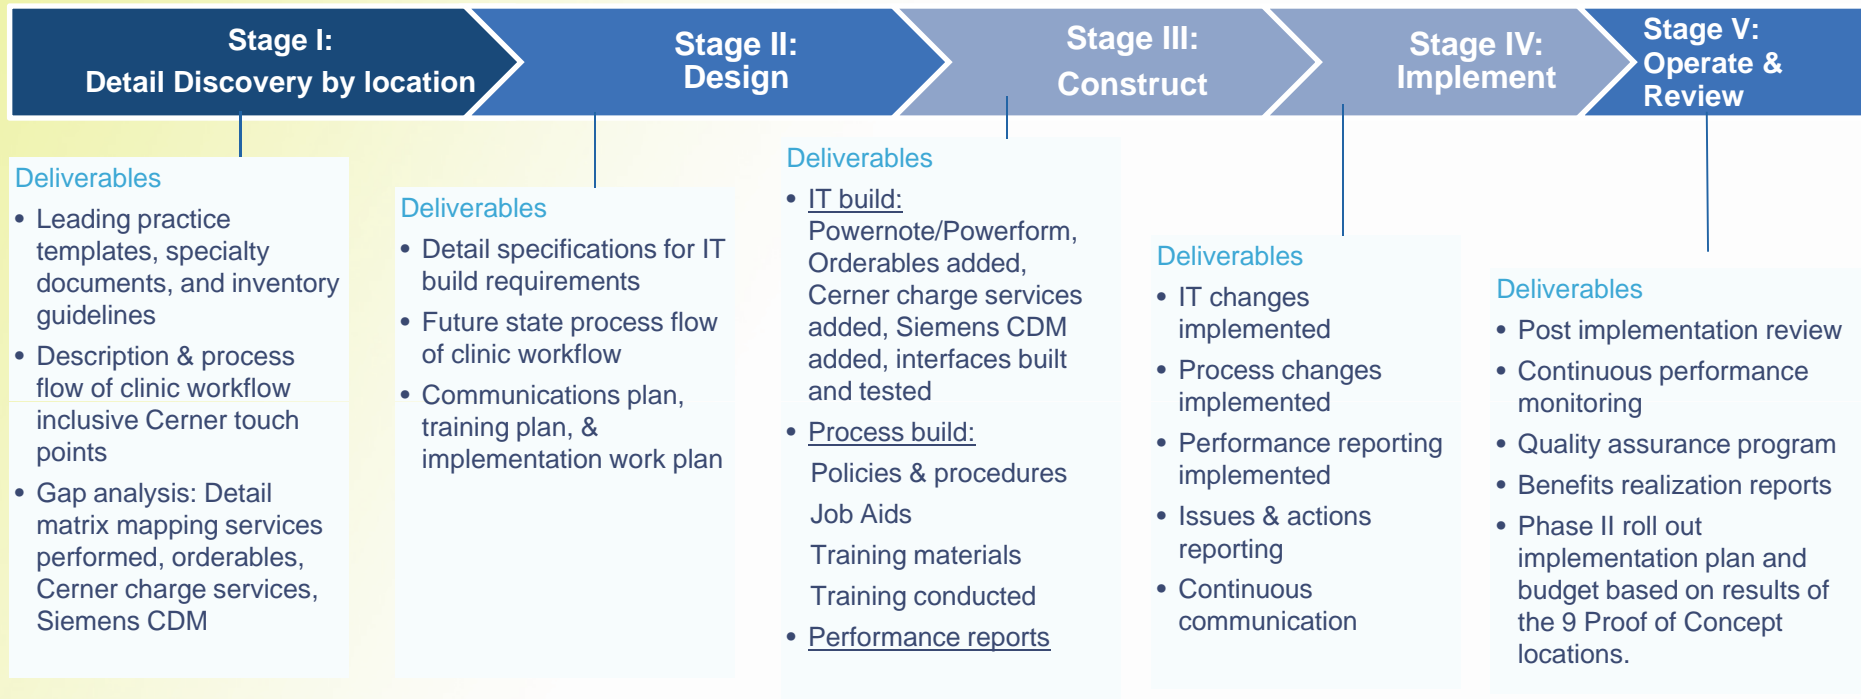 Stage I:
Detail Discovery by location
Stage II:
Design
Stage III:
Construct
Stage IV:
Implement
Stage V:
Operate &
Review
Deliverables
• Leading practice
templates, specialty
documents, and inventory
guidelines
• Description & process
flow of clinic workflow
inclusive Cerner touch
points
• Gap analysis: Detail
matrix mapping services
performed, orderables,
Cerner charge services,
Siemens CDM
Deliverables
• Detail specifications for IT
build requirements
• Future state process flow
of clinic workflow
• Communications plan,
training plan, &
implementation work plan
Deliverables
• IT build:
Powernote/Powerform,
Orderables added,
Cerner charge services
added, Siemens CDM
added, interfaces built
and tested
• Process build:
Policies & procedures
Job Aids
Training materials
Training conducted
• Performance reports
Deliverables
• IT changes
implemented
• Process changes
implemented
• Performance reporting
implemented
• Issues & actions
reporting
• Continuous
communication
Deliverables
• Post implementation review
• Continuous performance
monitoring
• Quality assurance program
• Benefits realization reports
• Phase II roll out
implementation plan and
budget based on results of
the 9 Proof of Concept
locations.